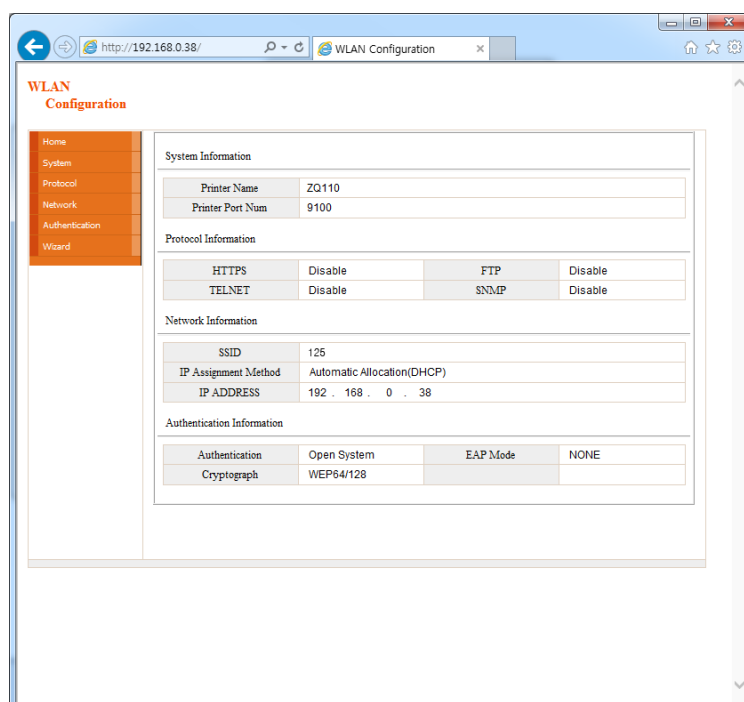 http://192.168.0.38/
WLAN Configuration
WLAN
Configuration
Home
System
Protocol
Network
Authentication
Wizard
System Information
Printer Name ZQ110
Printer Port Num 9100
Protocol Information
HTTPS Disable FTP Disable
TELNET Disable SNMP Disable
Network Information
SSID 125
IP Assignment Method Automatic Allocation(DHCP)
IP ADDRESS 192 . 168 . 0 . 38
Authentication Information
Authentication Open System EAP Mode NONE
Cryptograph WEP64/128